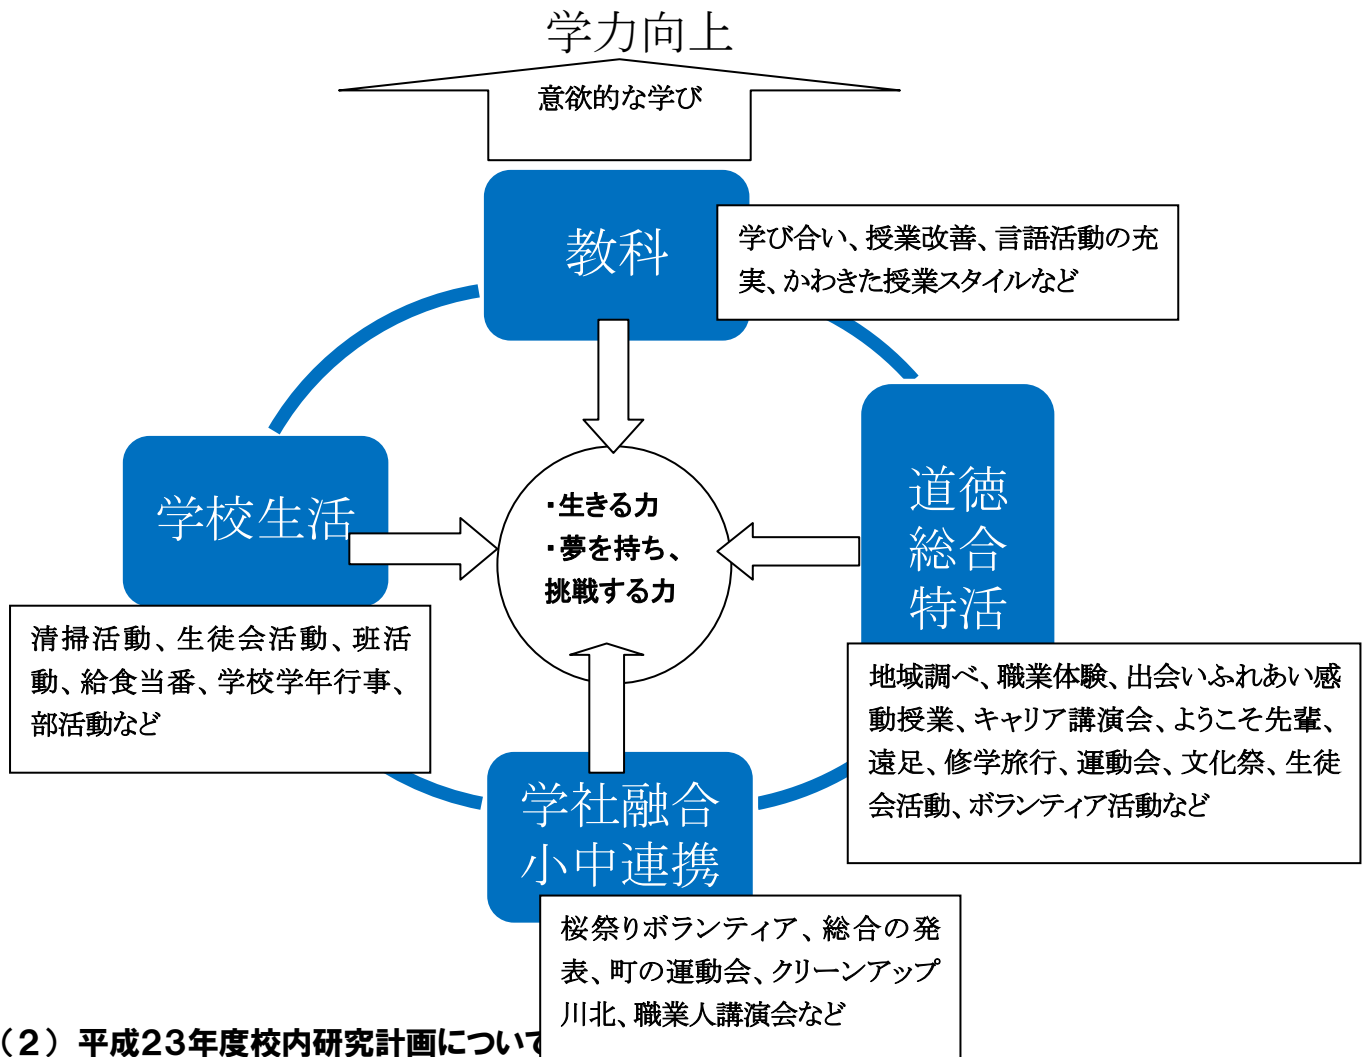 学力向上
意欲的な学び
教科
学び合い、授業改善、言語活動の充
実、かわきた授業スタイルなど
学校生活
清掃活動、生徒会活動、班活
動、給食当番、学校学年行事、
部活動など
・生きる力
・夢を持ち、
挑戦する力
道徳
総合
特活
地域調べ、職業体験、出会いふれあい感
動授業、キャリア講演会、ようこそ先輩、
遠足、修学旅行、運動会、文化祭、生徒
会活動、ボランティア活動など
学社融合
小中連携
桜祭りボランティア、総合の発
表、町の運動会、クリーンアップ
川北、職業人講演会など
（２）平成２３年度校内研究計画について